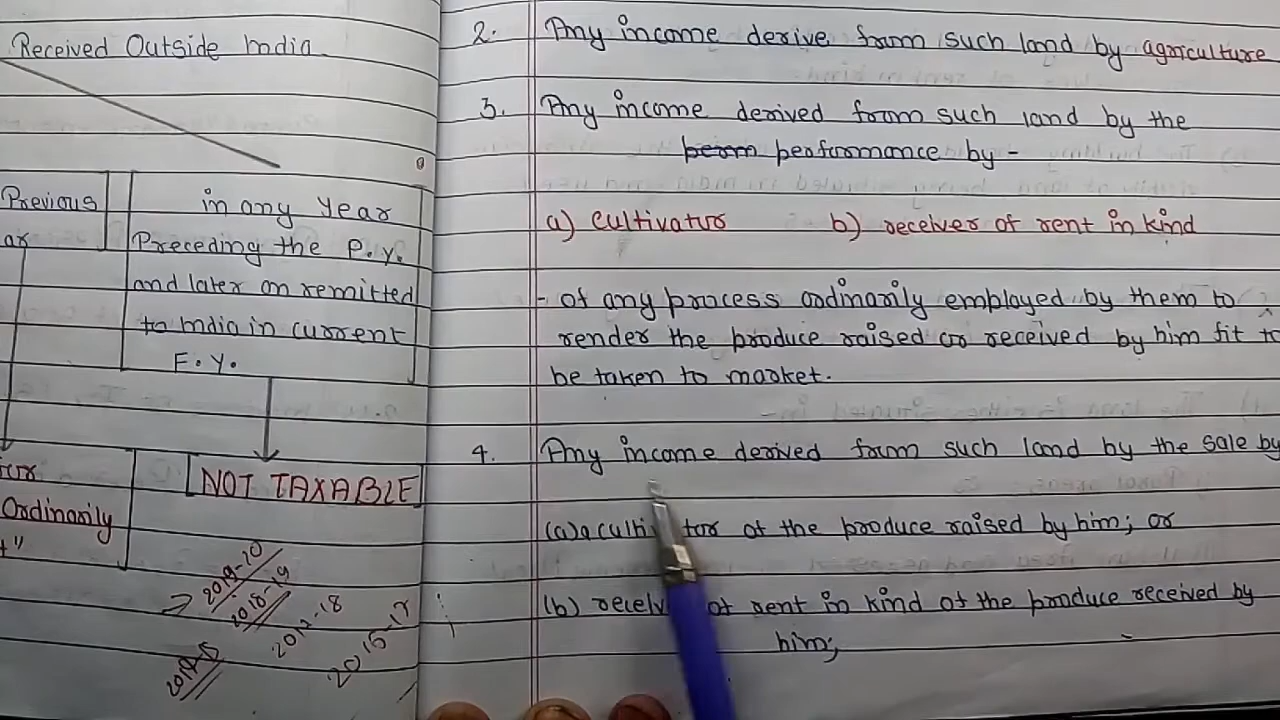 Received Outside India
Previous
ar
in any Year
Preceding the P.Y.
and later on remitted
to India in current
F.Y.
NOT TAXABLE
Ordinarily
t"
2019-20
2018-19
2017-18
2. Any income derive from such land by agriculture
3. Any income derived from such land by the
performance by -
a) Cultivator b) receiver of rent in kind
- of any process ordinarily employed by them to
render the produce raised or received by him fit to
be taken to market.
4. Any income derived from such land by the sale by
(a) a culti tor of the produce raised by him; or
(b) receiv of rent in kind of the produce received by
him;